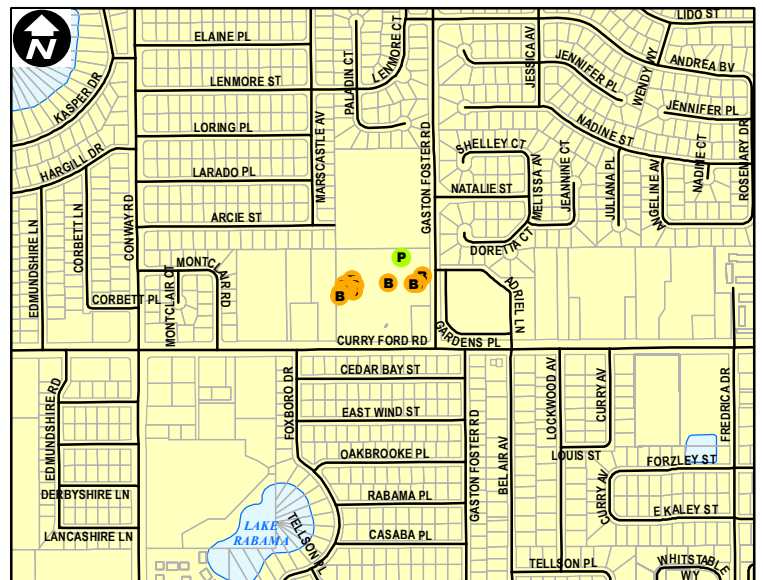 N
LIDO ST
ELAINE PL
LENMORE CT
JESSICA AV
JENNIFER PL
WENDY WY
ANDREA BV
PALADIN CT
LENMORE ST
KASPER DR
JENNIFER PL
MARSCASTLE AV
LORING PL
GASTON FOSTER RD
NADINE ST
HARGILL DR
SHELLEY CT
MELISSA AV
JEANNINE CT
JULIANA PL
ANGELINE AV
NADINE CT
ROSEMARY DR
LARADO PL
NATALIE ST
EDMUNDSHIRE LN
CORBETT LN
CONWAY RD
ARCIE ST
DORETTA CT
P
MONTCLAIR RD
MONTCLAIR CT
B
B
B
CORBETT PL
ADRIEL LN
GARDENS PL
CURRY FORD RD
CEDAR BAY ST
FOXBORO DR
EDMUNDSHIRE RD
EAST WIND ST
GASTON FOSTER RD
BEL AIR AV
LOCKWOOD AV
CURRY AV
FREDRICA DR
OAKBROOKE PL
LOUIS ST
FORZLEY ST
DERBYSHIRE LN
RABAMA PL
CURRY AV
E KALEY ST
LANCASHIRE LN
LAKE
RABAMA
TELLSON PL
CASABA PL
TELLSON PL
WHITSTABLE
WY